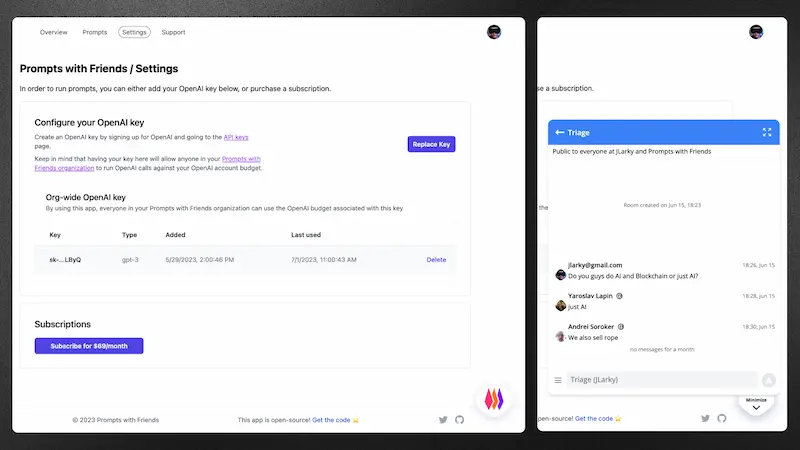 Overview Prompts Settings Support
Prompts with Friends / Settings
In order to run prompts, you can either add your OpenAI key below, or purchase a subscription.
Configure your OpenAI key
Create an OpenAI key by signing up for OpenAI and going to the API keys
page.
Replace Key
Keep in mind that having your key here will allow anyone in your Prompts with
Friends organization to run OpenAI calls against your OpenAI account budget.
Org-wide OpenAI key
By using this app, everyone in your Prompts with Friends organization can use the OpenAI budget associated with this key
Key Type Added Last used
sk-...LByQ gpt-3 5/29/2023, 2:00:46 PM 7/1/2023, 11:00:43 AM Delete
Subscriptions
Subscribe for $69/month
© 2023 Prompts with Friends This app is open-source! Get the code ⭐
se a subscription.
Triage
Public to everyone at JLarky and Prompts with Friends
Room created on Jun 15, 18:23
the
jlarky@gmail.com 18:26, Jun 15
Do you guys do Ai and Blockchain or just AI?
Yaroslav Lapin 18:28, Jun 15
just AI
Andrei Soroker 18:30, Jun 15
We also sell rope
no messages for a month
Triage (JLarky)
Minimize
pen-source! Get the code ⭐